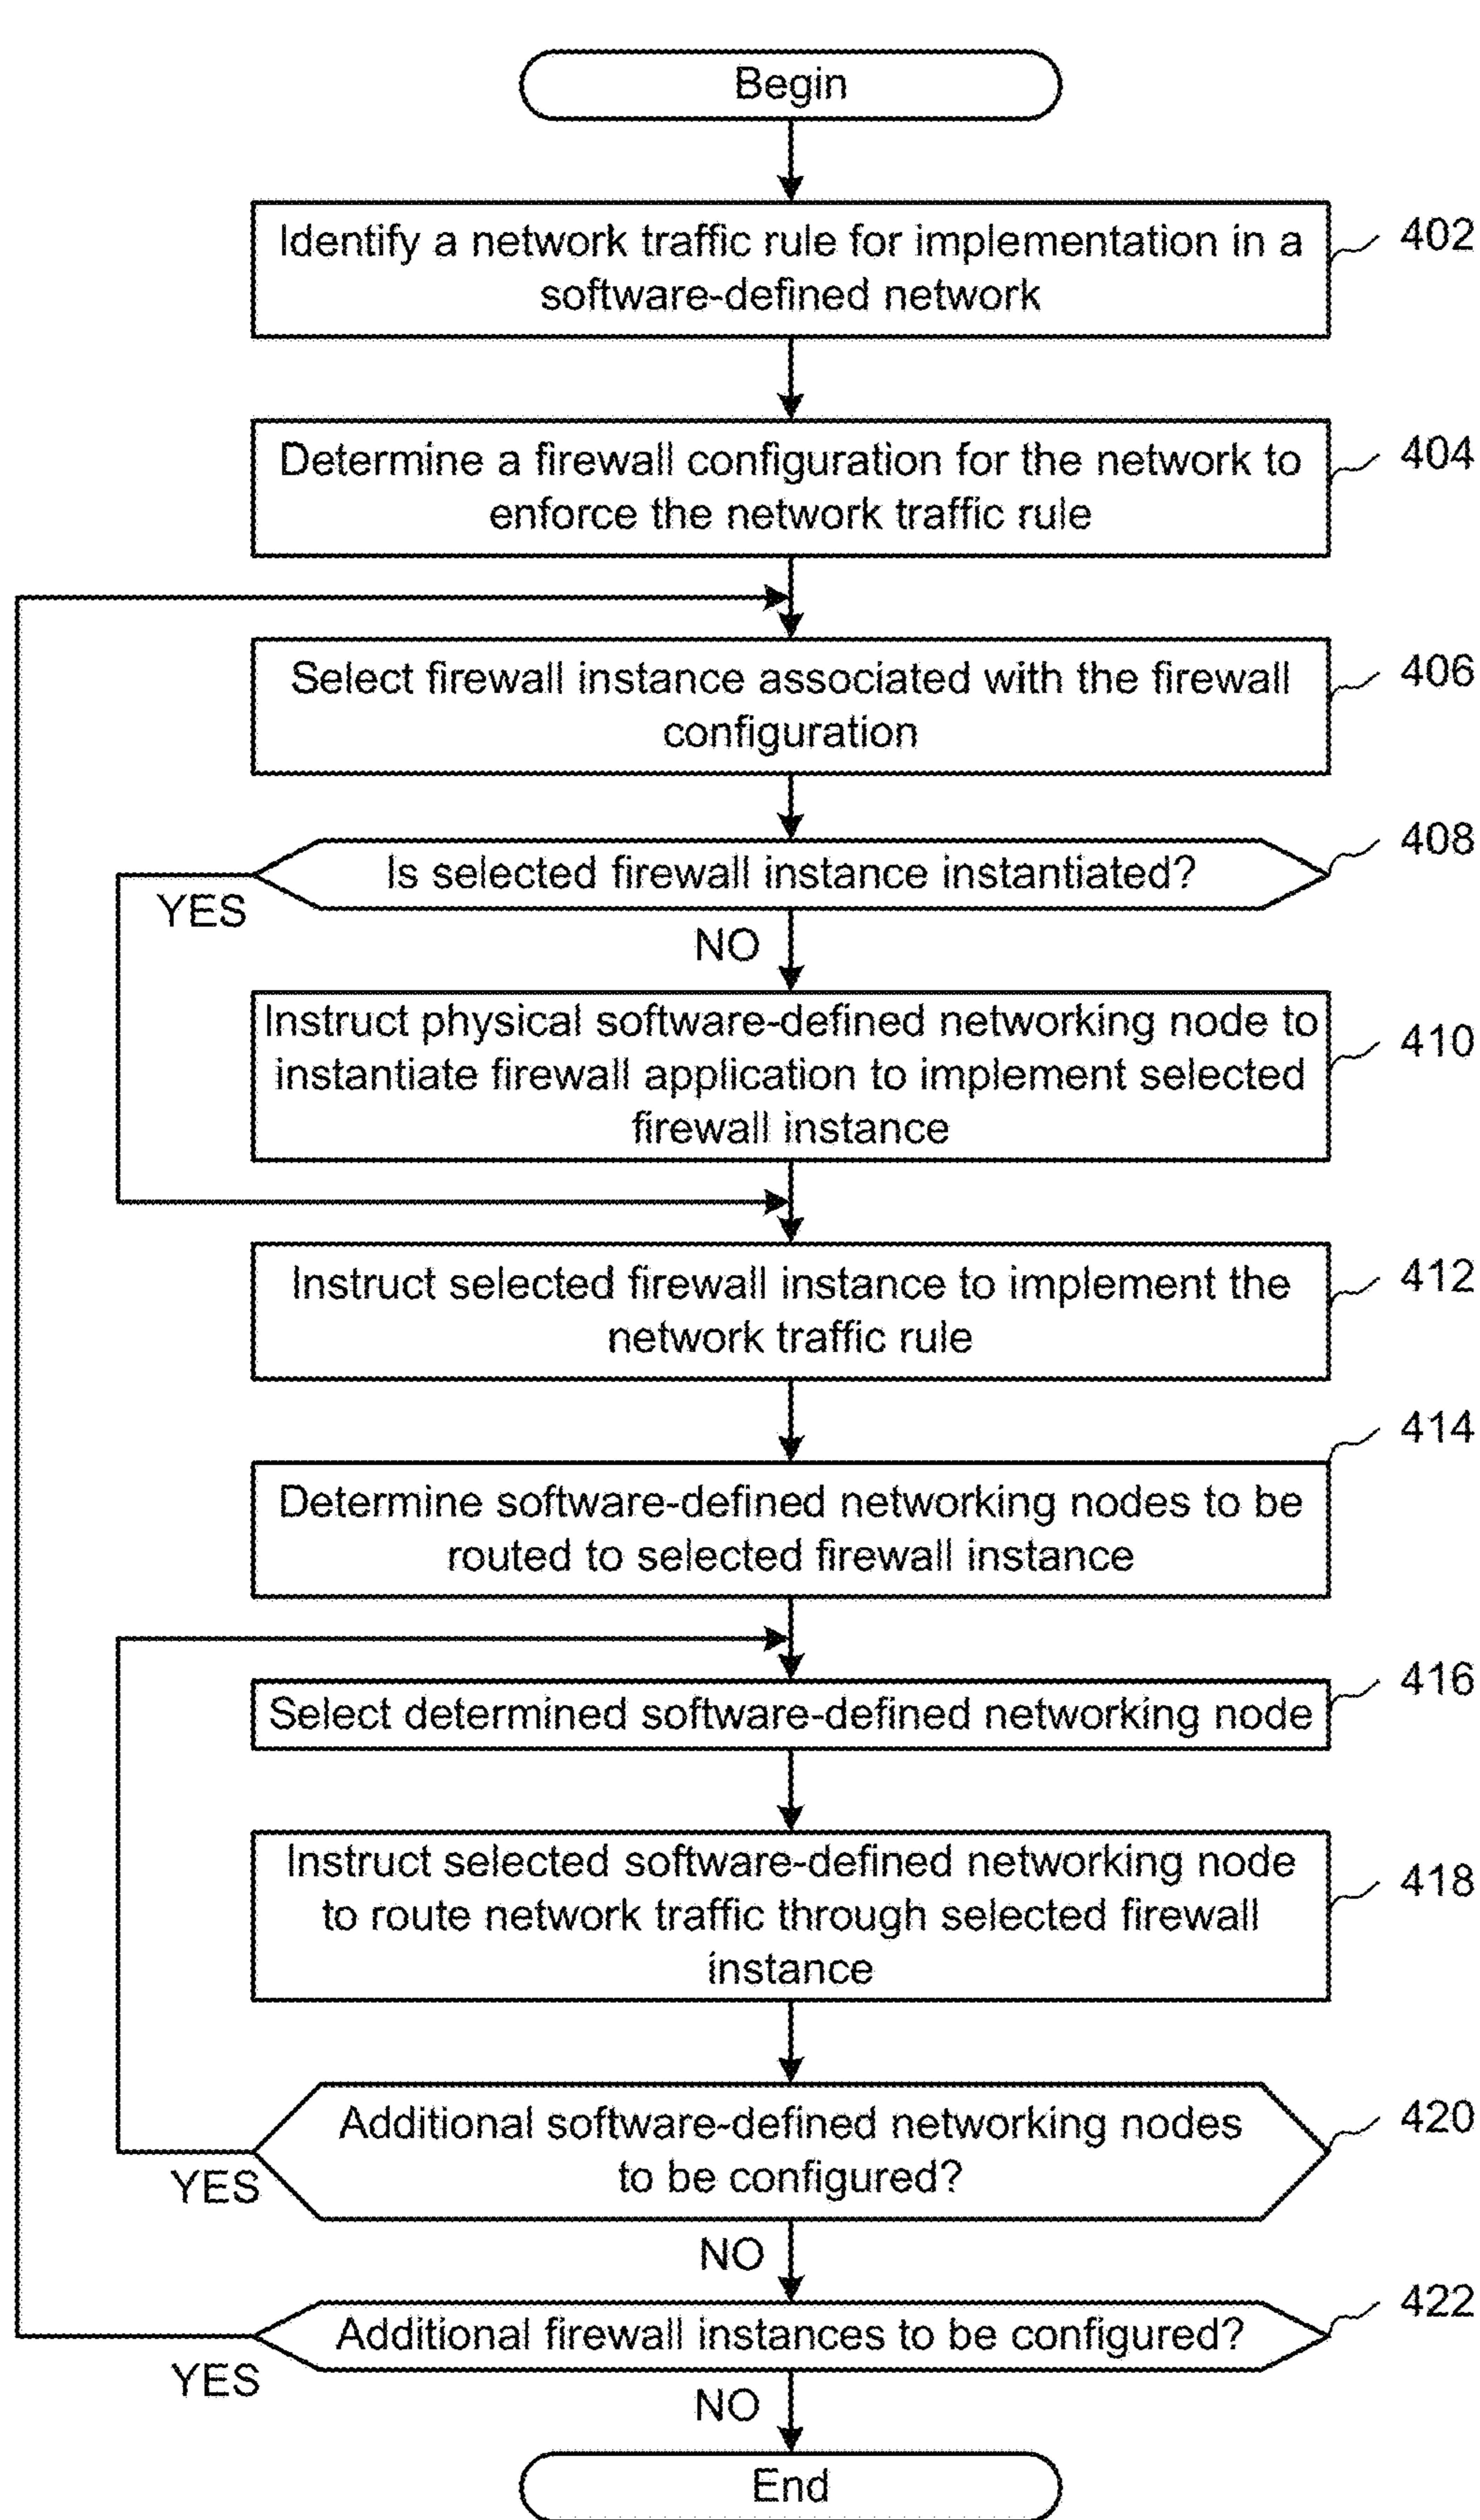 Begin
Identify a network traffic rule for implementation in a
software-defined network
402
Determine a firewall configuration for the network to
enforce the network traffic rule
404
Select firewall instance associated with the firewall
configuration
406
Is selected firewall instance instantiated?
408
YES
NO
Instruct physical software-defined networking node to
instantiate firewall application to implement selected
firewall instance
410
Instruct selected firewall instance to implement the
network traffic rule
412
Determine software-defined networking nodes to be
routed to selected firewall instance
414
Select determined software-defined networking node
416
Instruct selected software-defined networking node
to route network traffic through selected firewall
instance
418
Additional software-defined networking nodes
to be configured?
420
YES
NO
Additional firewall instances to be configured?
422
YES
NO
End